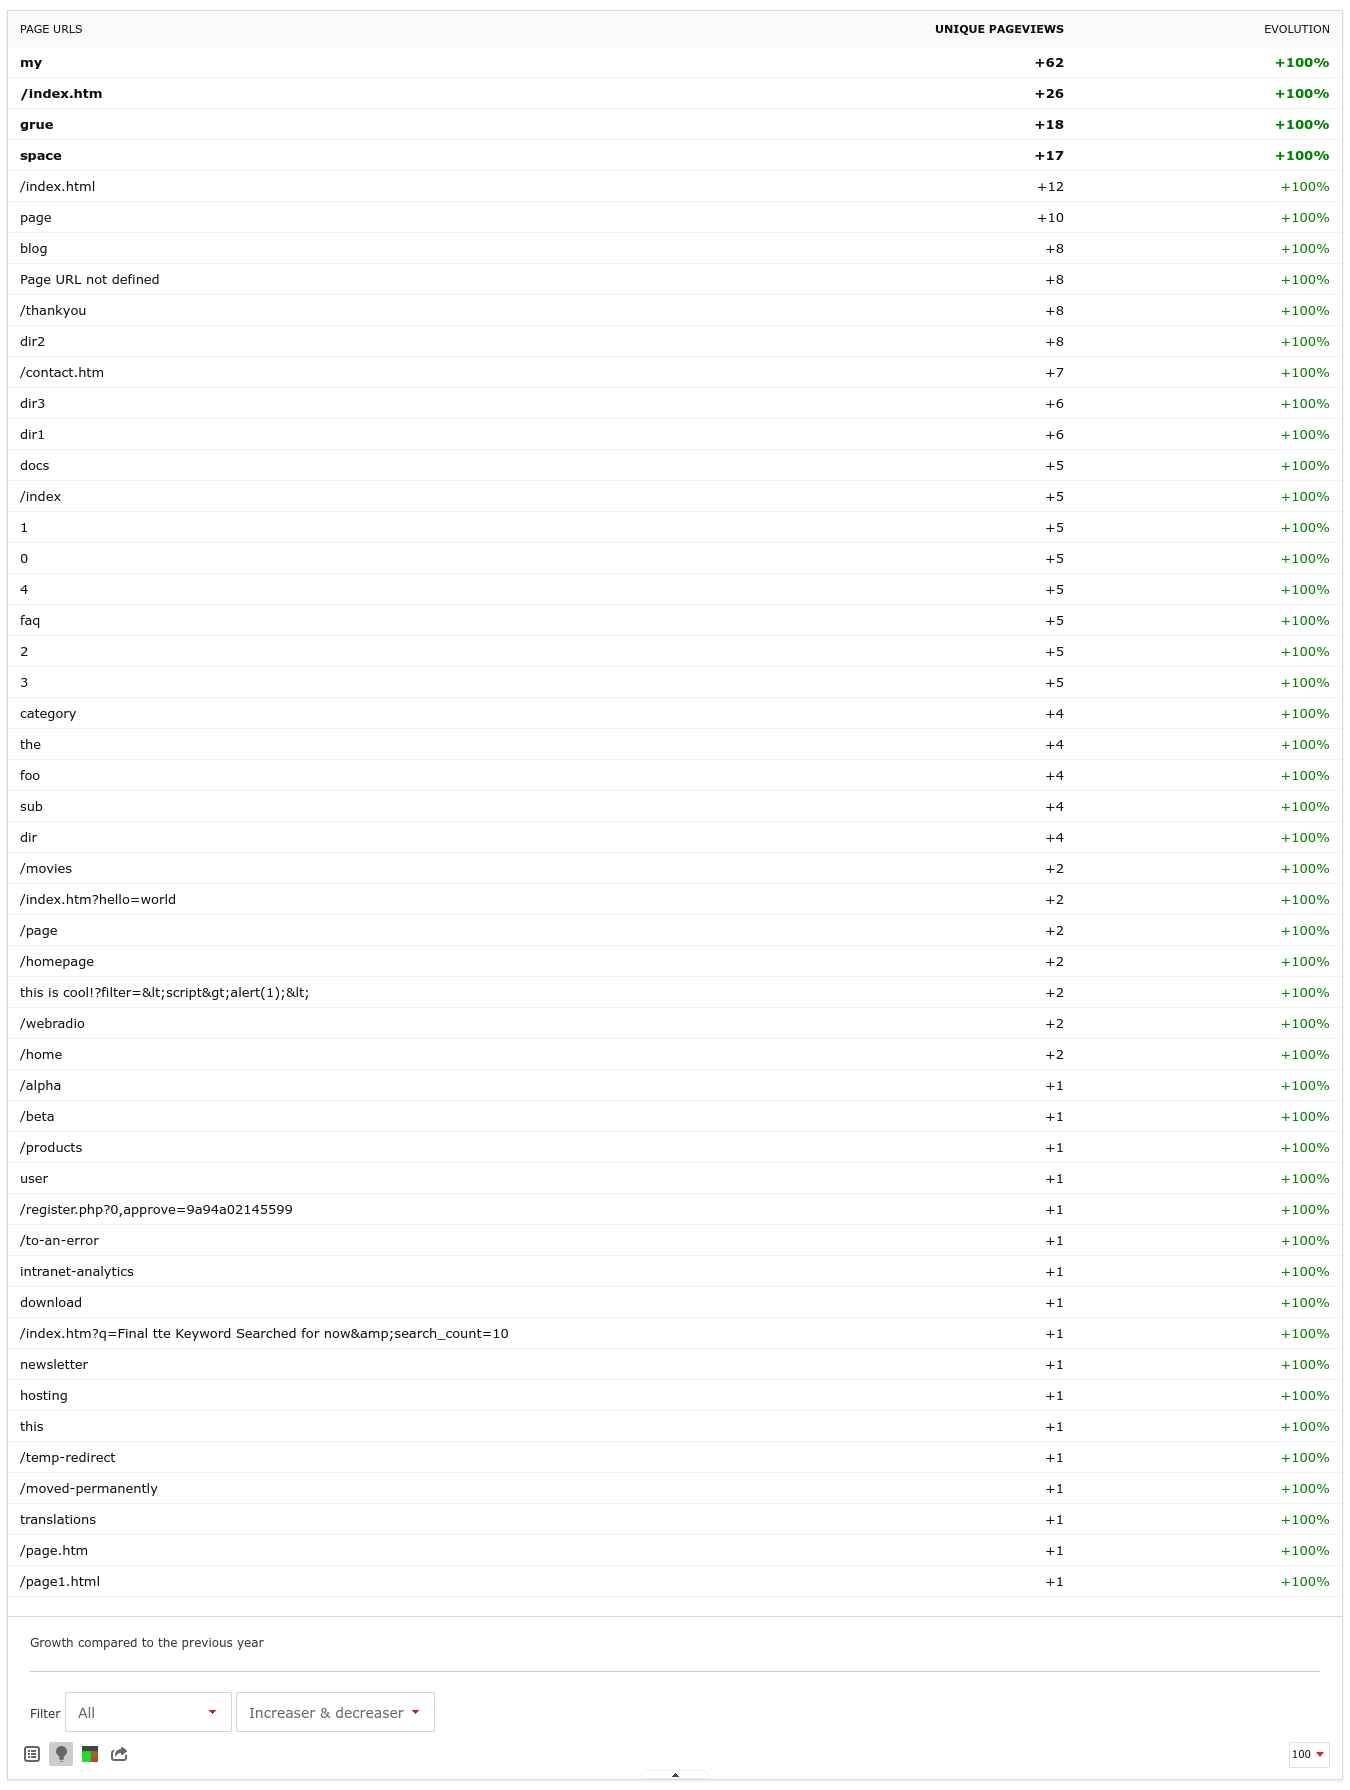 PAGE URLS UNIQUE PAGEVIEWS EVOLUTION
my +62 +100%
/index.htm +26 +100%
grue +18 +100%
space +17 +100%
/index.html +12 +100%
page +10 +100%
blog +8 +100%
Page URL not defined +8 +100%
/thankyou +8 +100%
dir2 +8 +100%
/contact.htm +7 +100%
dir3 +6 +100%
dir1 +6 +100%
docs +5 +100%
/index +5 +100%
1 +5 +100%
0 +5 +100%
4 +5 +100%
faq +5 +100%
2 +5 +100%
3 +5 +100%
category +4 +100%
the +4 +100%
foo +4 +100%
sub +4 +100%
dir +4 +100%
/movies +2 +100%
/index.htm?hello=world +2 +100%
/page +2 +100%
/homepage +2 +100%
this is cool!?filter=&lt;script&gt;alert(1);&lt; +2 +100%
/webradio +2 +100%
/home +2 +100%
/alpha +1 +100%
/beta +1 +100%
/products +1 +100%
user +1 +100%
/register.php?0,approve=9a94a02145599 +1 +100%
/to-an-error +1 +100%
intranet-analytics +1 +100%
download +1 +100%
/index.htm?q=Final tte Keyword Searched for now&amp;search_count=10 +1 +100%
newsletter +1 +100%
hosting +1 +100%
this +1 +100%
/temp-redirect +1 +100%
/moved-permanently +1 +100%
translations +1 +100%
/page.htm +1 +100%
/page1.html +1 +100%
Growth compared to the previous year
Filter All Increaser & decreaser
100